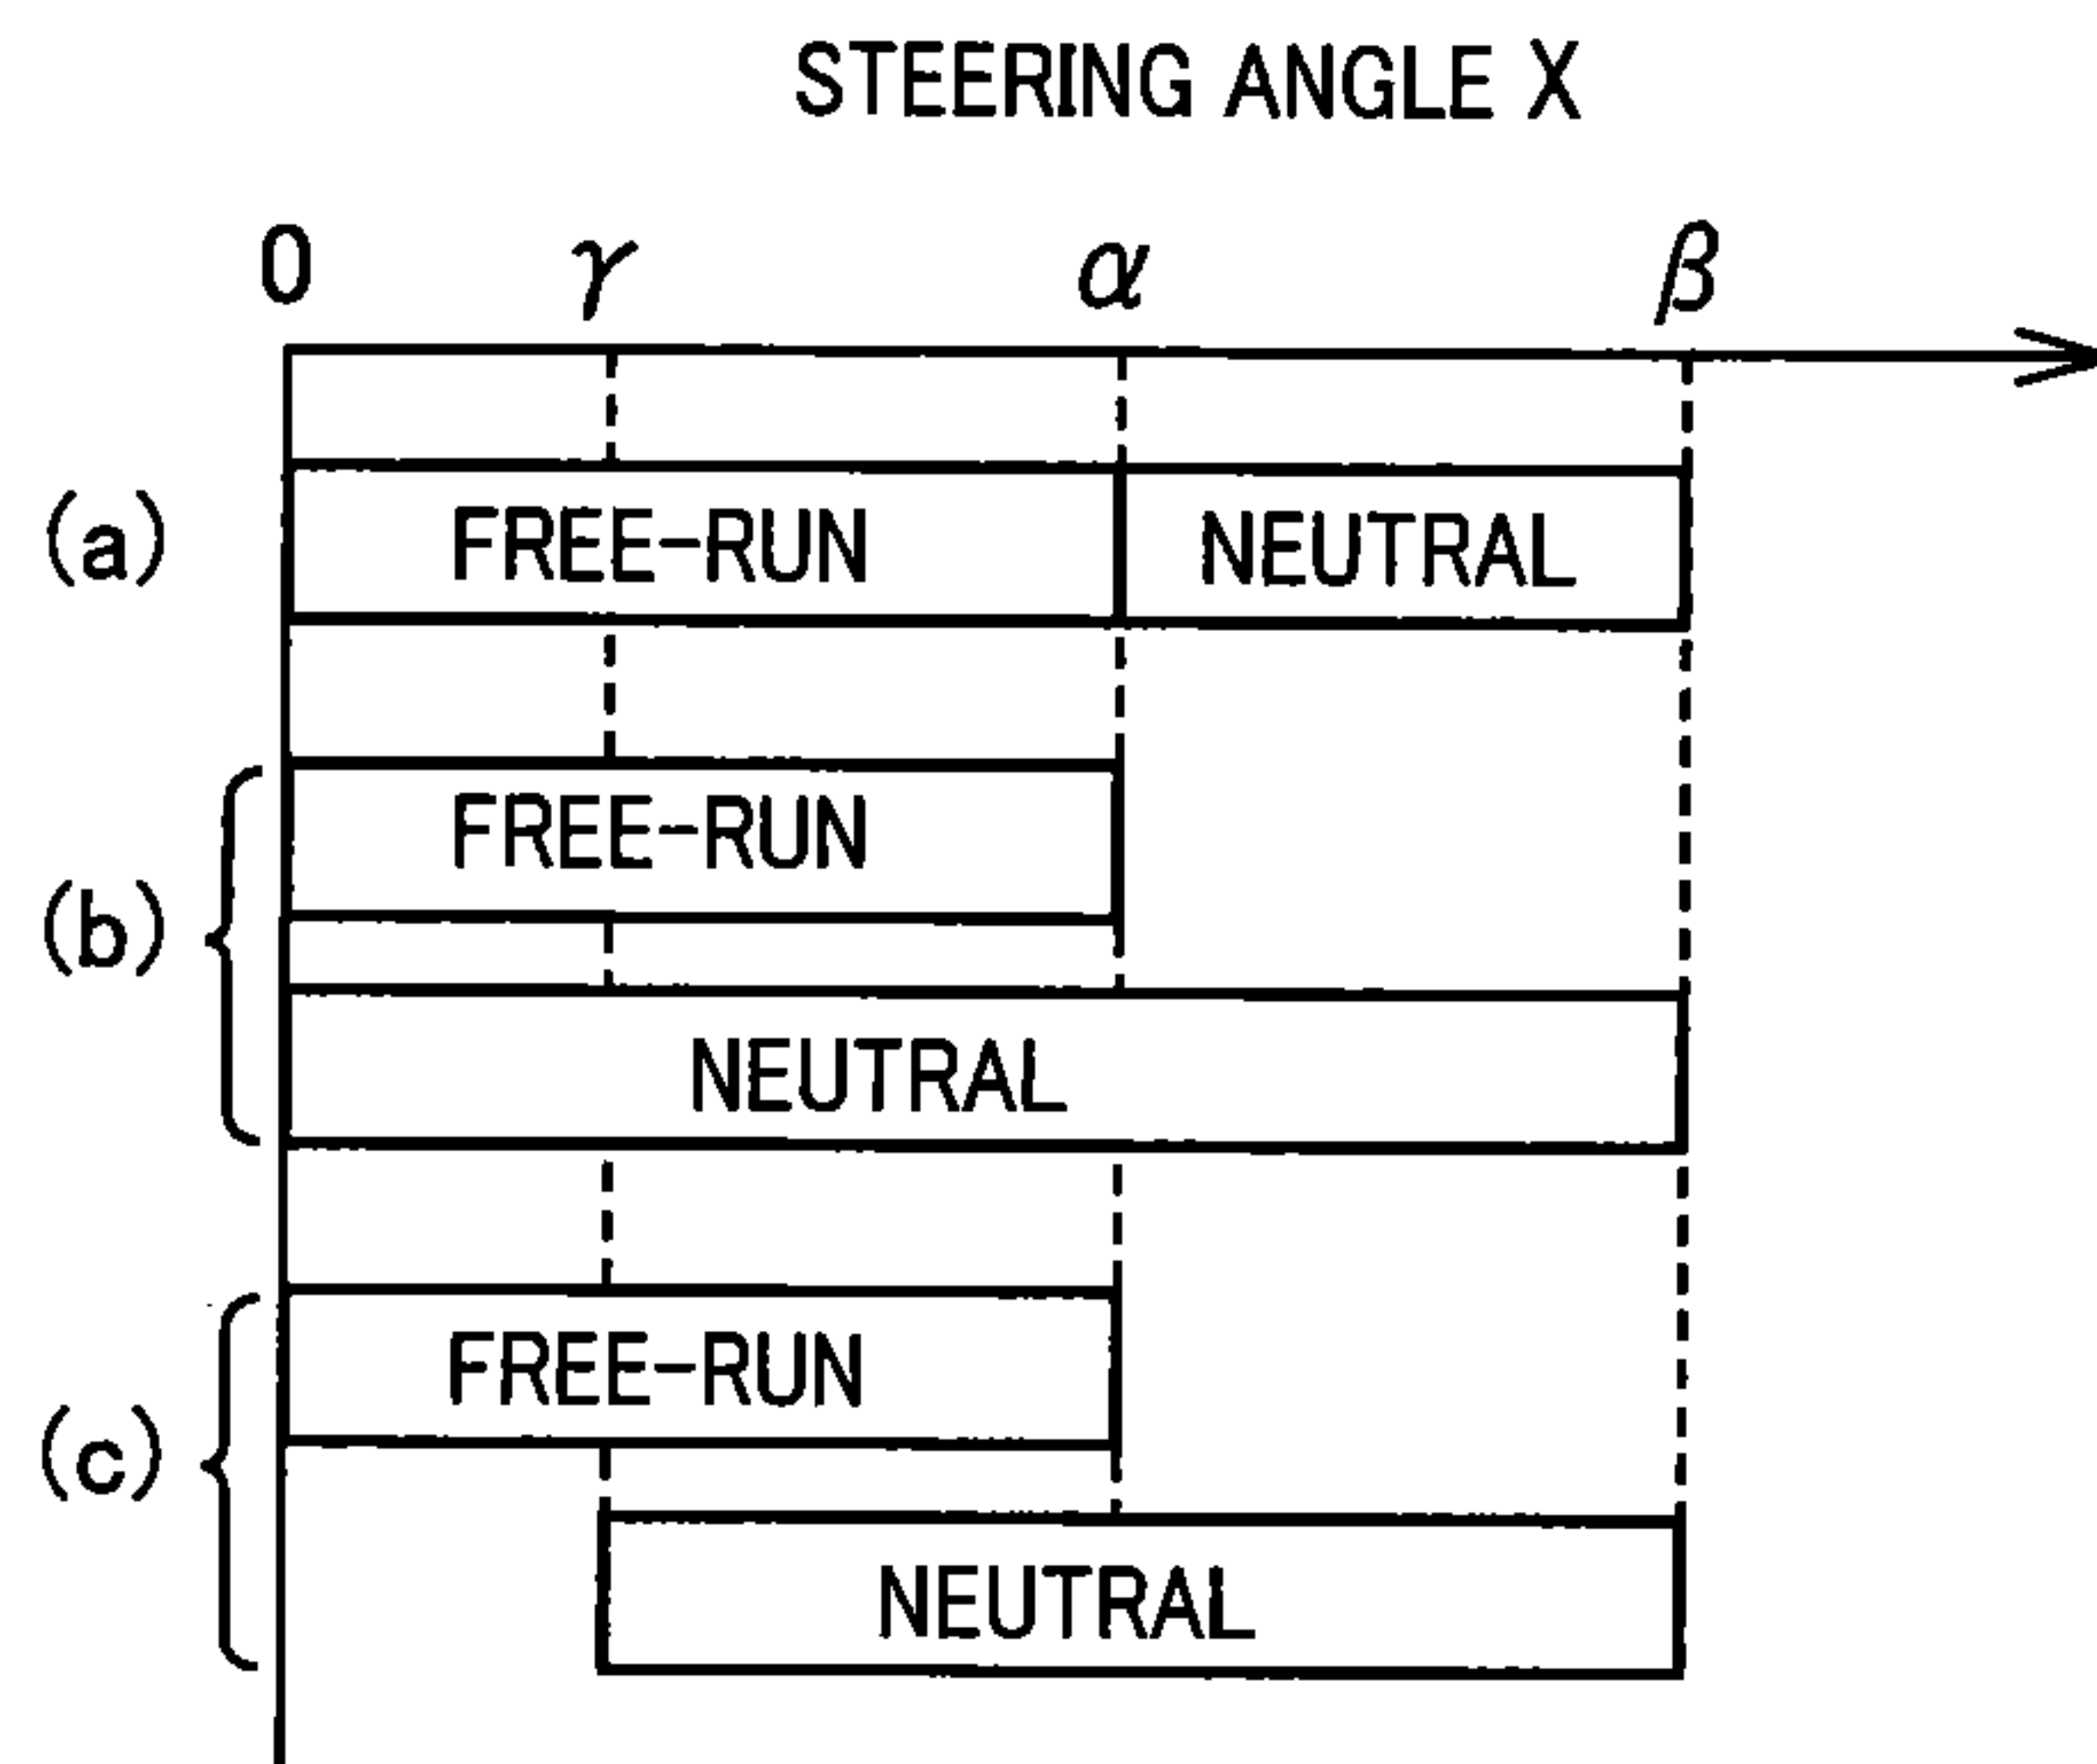 STEERING ANGLE X
0 γ α β
(a) FREE-RUN NEUTRAL
FREE-RUN
(b)
NEUTRAL
FREE-RUN
(c)
NEUTRAL